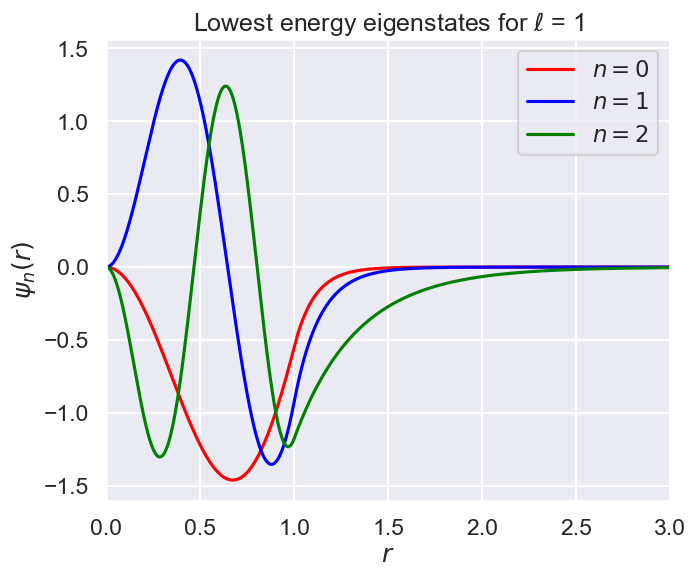 Lowest energy eigenstates for ℓ = 1
ψₙ(r)
1.5
1.0
0.5
0.0
−0.5
−1.0
−1.5
n = 0
n = 1
n = 2
0.0 0.5 1.0 1.5 2.0 2.5 3.0
r